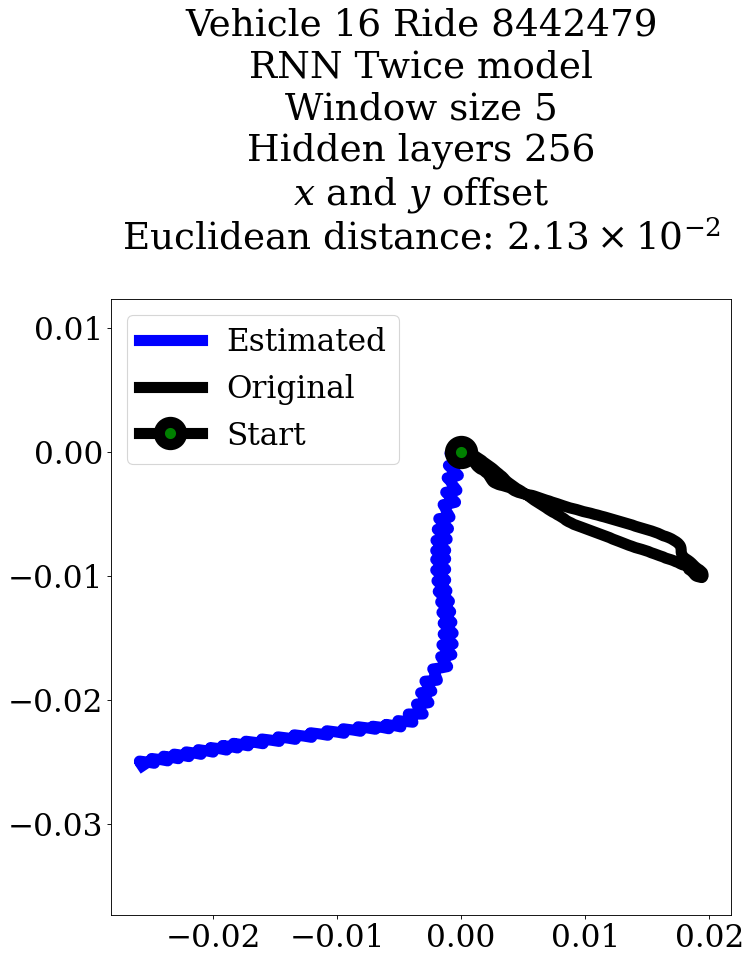 Vehicle 16 Ride 8442479
RNN Twice model
Window size 5
Hidden layers 256
x and y offset
Euclidean distance: 2.13 × 10⁻²
Estimated
Original
Start
0.01
0.00
−0.01
−0.02
−0.03
−0.02 −0.01 0.00 0.01 0.02